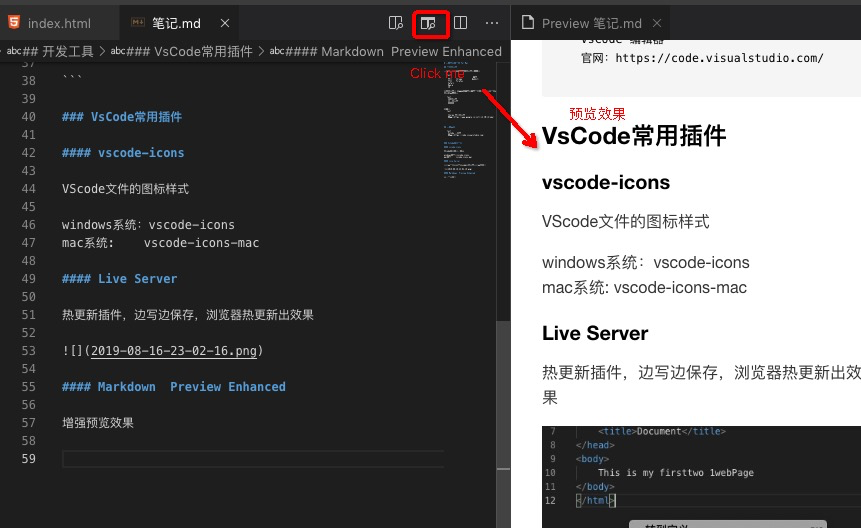 index.html
笔记.md
Preview 笔记.md
abc## 开发工具 > abc### VsCode常用插件 > abc#### Markdown Preview Enhanced
Click me
37
38 ```
39
40 ### VsCode常用插件
41
42 #### vscode-icons
43
44 VScode文件的图标样式
45
46 windows系统：vscode-icons
47 mac系统:    vscode-icons-mac
48
49 #### Live Server
50
51 热更新插件，边写边保存，浏览器热更新出效果
52
53 ![](2019-08-16-23-02-16.png)
54
55 #### Markdown  Preview Enhanced
56
57 增强预览效果
58
59
VsCode 编辑器
官网：https://code.visualstudio.com/
预览效果
VsCode常用插件
vscode-icons
VScode文件的图标样式
windows系统：vscode-icons
mac系统: vscode-icons-mac
Live Server
热更新插件，边写边保存，浏览器热更新出效
果
7 <title>Document</title>
8 </head>
9 <body>
10 This is my firsttwo 1webPage
11 </body>
12 </html>
转到定义